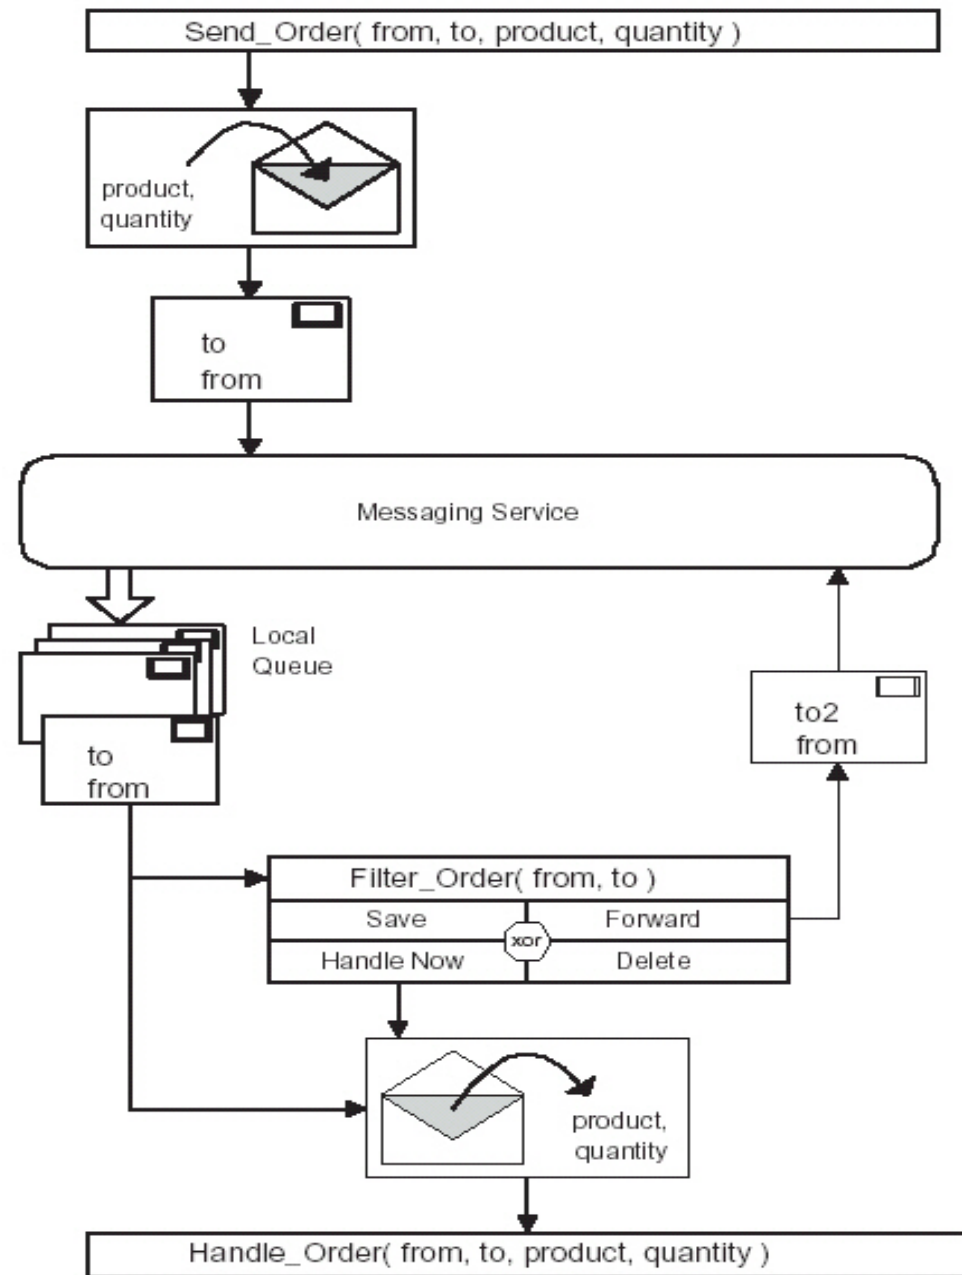 Send_Order( from, to, product, quantity )
product,
quantity
to
from
Messaging Service
Local
Queue
to
from
to2
from
Filter_Order( from, to )
Save
Forward
xor
Handle Now
Delete
product,
quantity
Handle_Order( from, to, product, quantity )